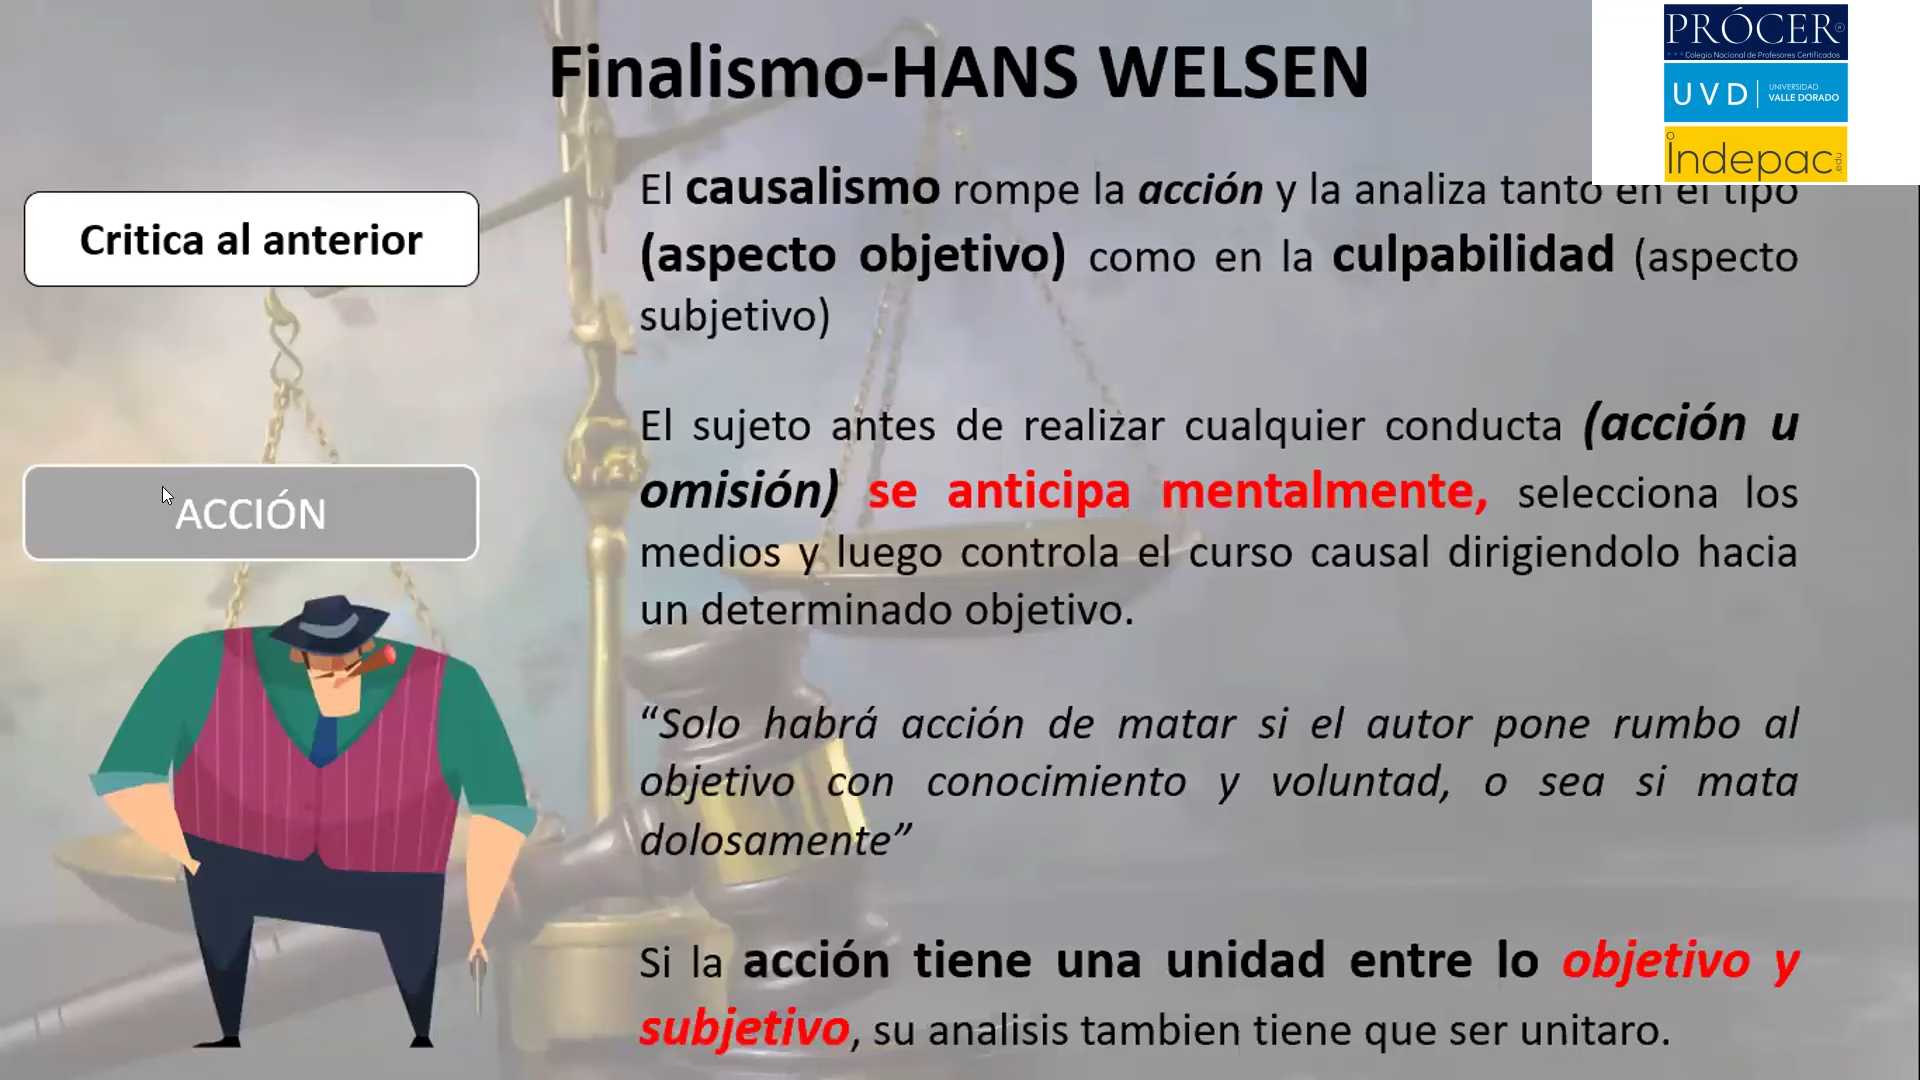 Finalismo-HANS WELSEN
PRÓCER
Colegio Nacional de Profesores Certificados
UVD UNIVERSIDAD
VALLE DORADO
Indepac.edu
Critica al anterior
ACCIÓN
El causalismo rompe la acción y la analiza tanto en el tipo
(aspecto objetivo) como en la culpabilidad (aspecto
subjetivo)
El sujeto antes de realizar cualquier conducta (acción u
omisión) se anticipa mentalmente, selecciona los
medios y luego controla el curso causal dirigiendolo hacia
un determinado objetivo.
“Solo habrá acción de matar si el autor pone rumbo al
objetivo con conocimiento y voluntad, o sea si mata
dolosamente”
Si la acción tiene una unidad entre lo objetivo y
subjetivo, su analisis tambien tiene que ser unitaro.